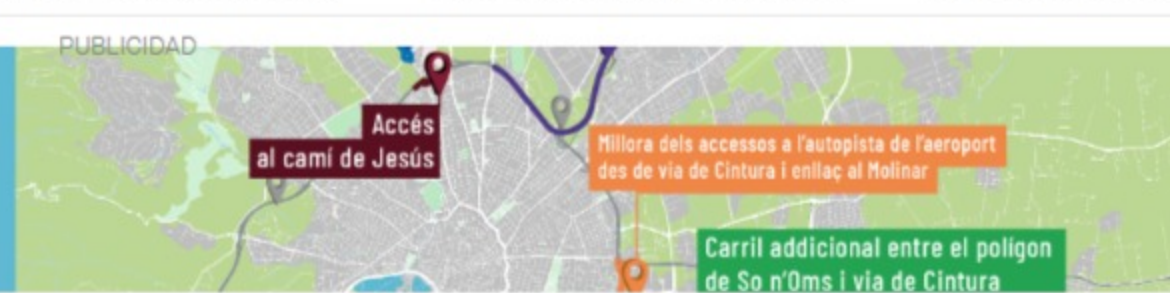 PUBLICIDAD
Accés
al camí de Jesús
Millora dels accessos a l'autopista de l'aeroport
des de via de Cintura i enllaç al Molinar
Carril addicional entre el polígon
de So n'Oms i via de Cintura